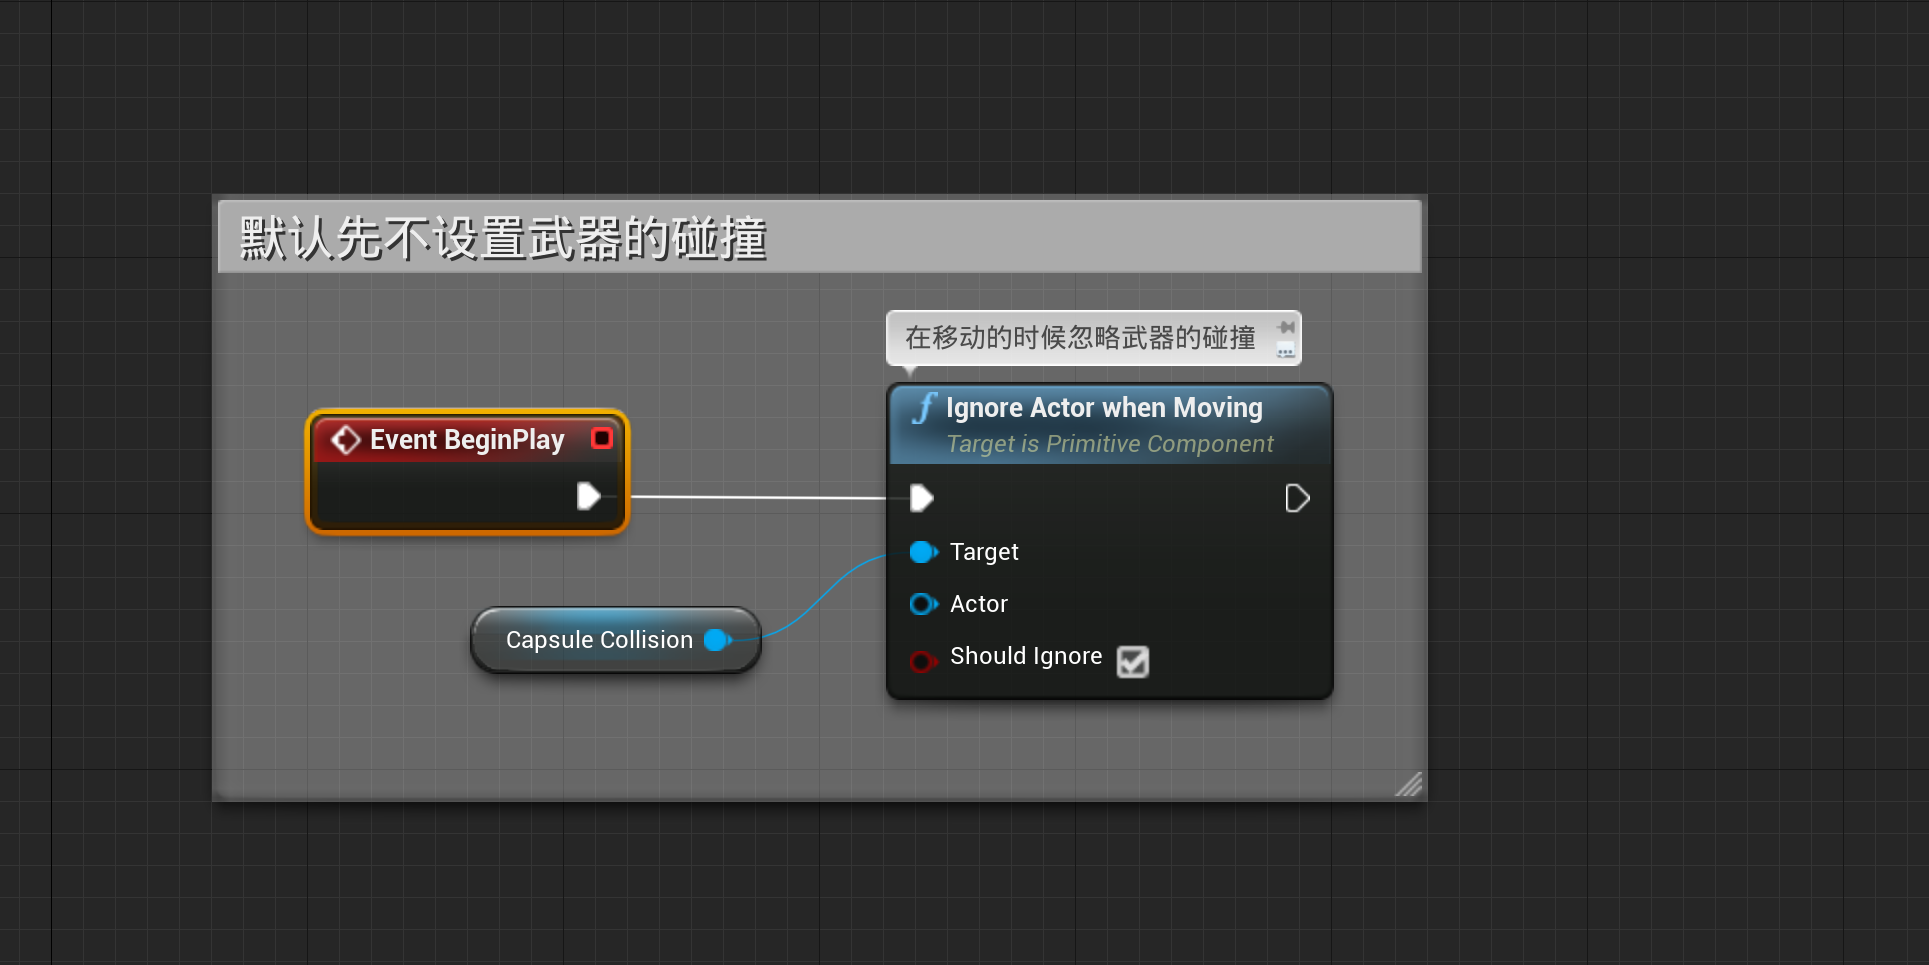 默认先不设置武器的碰撞
在移动的时候忽略武器的碰撞
Event BeginPlay
Ignore Actor when Moving
Target is Primitive Component
Target
Actor
Should Ignore
Capsule Collision